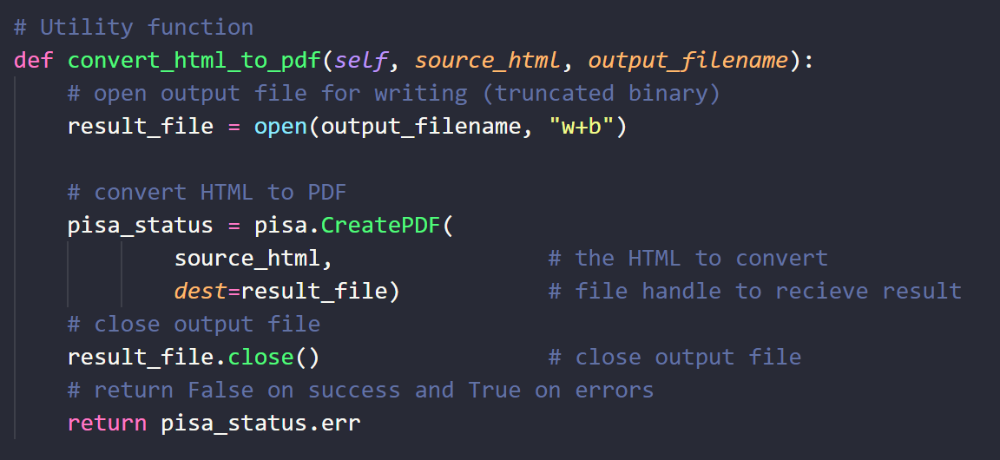 # Utility function
def convert_html_to_pdf(self, source_html, output_filename):
    # open output file for writing (truncated binary)
    result_file = open(output_filename, "w+b")

    # convert HTML to PDF
    pisa_status = pisa.CreatePDF(
            source_html,                # the HTML to convert
            dest=result_file)           # file handle to recieve result
    # close output file
    result_file.close()                 # close output file
    # return False on success and True on errors
    return pisa_status.err